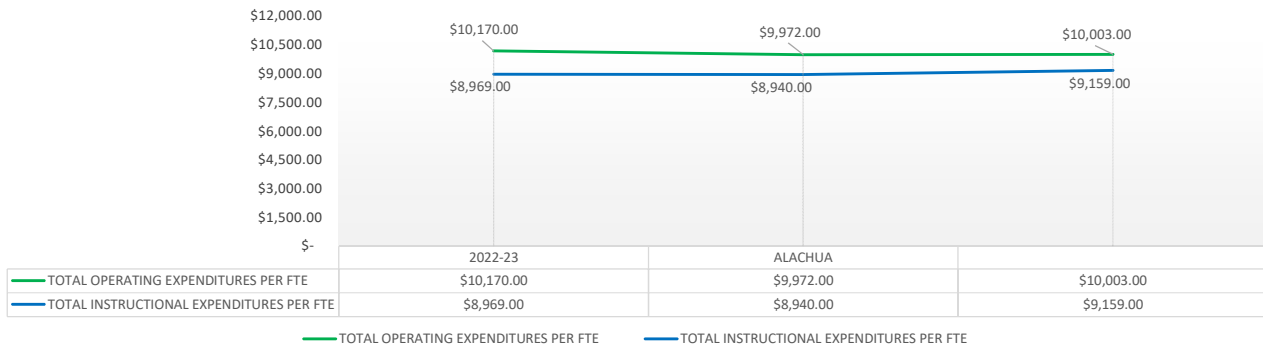 $12,000.00
$10,500.00
$9,000.00
$7,500.00
$6,000.00
$4,500.00
$3,000.00
$1,500.00
$-
$10,170.00 $9,972.00 $10,003.00
$8,969.00 $8,940.00 $9,159.00
2022-23 ALACHUA
TOTAL OPERATING EXPENDITURES PER FTE $10,170.00 $9,972.00 $10,003.00
TOTAL INSTRUCTIONAL EXPENDITURES PER FTE $8,969.00 $8,940.00 $9,159.00
TOTAL OPERATING EXPENDITURES PER FTE TOTAL INSTRUCTIONAL EXPENDITURES PER FTE